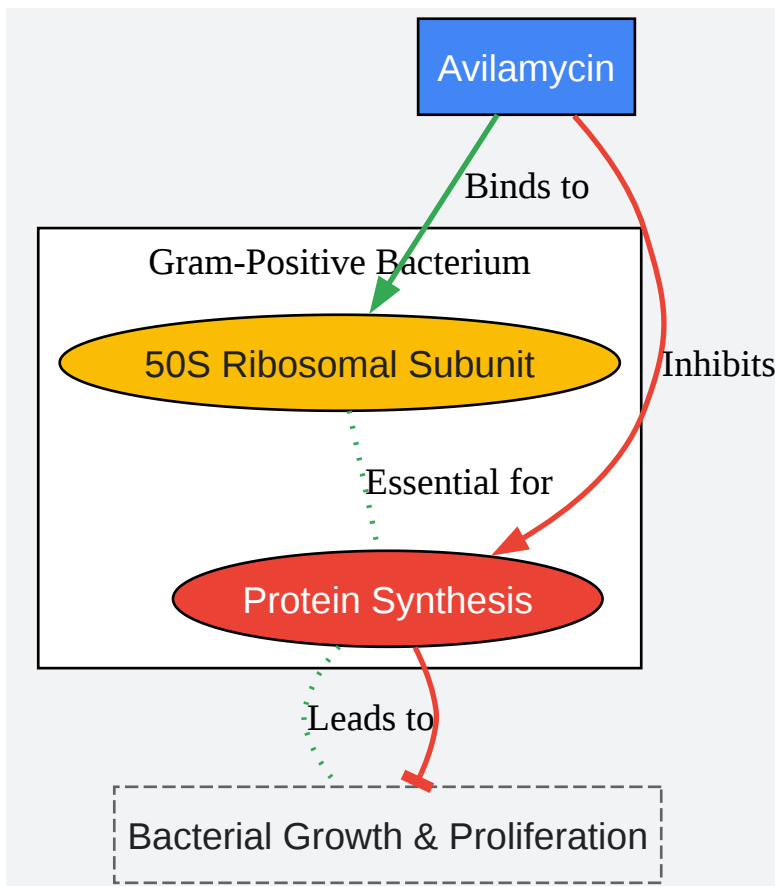 Avilamycin
Binds to
Gram-Positive Bacterium
50S Ribosomal Subunit
Inhibits
Essential for
Protein Synthesis
Leads to
Bacterial Growth & Proliferation